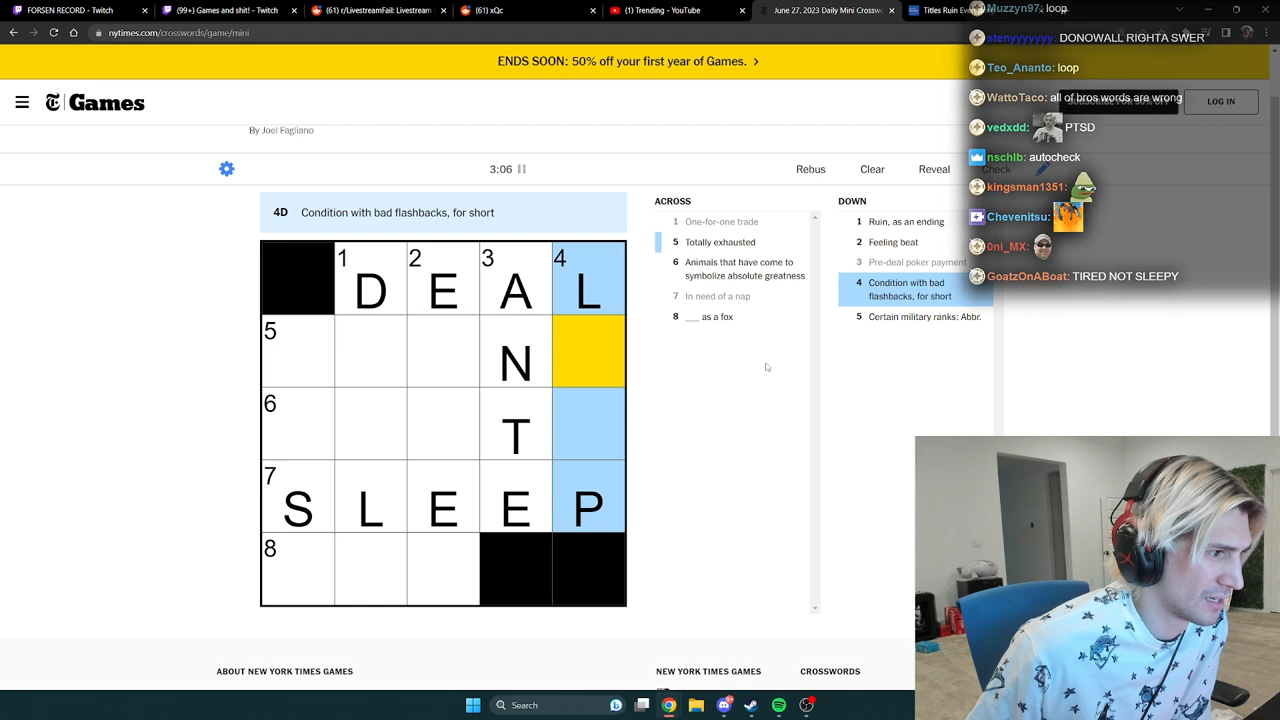 FORSEN RECORD - Twitch
(99+) Games and shit! - Twitch
(61) r/LivestreamFail: Livestream
(61) xQc
(1) Trending - YouTube
June 27, 2023 Daily Mini Crossw
Titles Ruin Ev
nytimes.com/crosswords/game/mini
ENDS SOON: 50% off your first year of Games.
Games
LOG IN
By Joel Fagliano
3:06
Rebus
Clear
Reveal
Check
4D Condition with bad flashbacks, for short
1 D
2 E
3 A
4 L
5
N
6
T
7 S
L
E
E
P
8
ACROSS
1 One-for-one trade
5 Totally exhausted
6 Animals that have come to
symbolize absolute greatness
7 In need of a nap
8 ___ as a fox
DOWN
1 Ruin, as an ending
2 Feeling beat
3 Pre-deal poker payment
4 Condition with bad
flashbacks, for short
5 Certain military ranks: Abbr.
Muzzyn97: loop
stenyyyyyyy: DONOWALL RIGHTA SWER
Teo_Ananto: loop
WattoTaco: all of bros words are wrong
vedxdd: PTSD
nschlb: autocheck
kingsman1351:
Chevenitsu:
0ni_MX:
GoatzOnABoat: TIRED NOT SLEEPY
ABOUT NEW YORK TIMES GAMES
NEW YORK TIMES GAMES
CROSSWORDS
Search